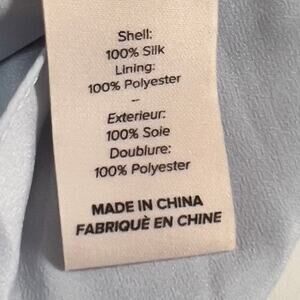 Shell:
100% Silk
Lining:
100% Polyester
–
Exterieur:
100% Soie
Doublure:
100% Polyester
MADE IN CHINA
FABRIQUÈ EN CHINE